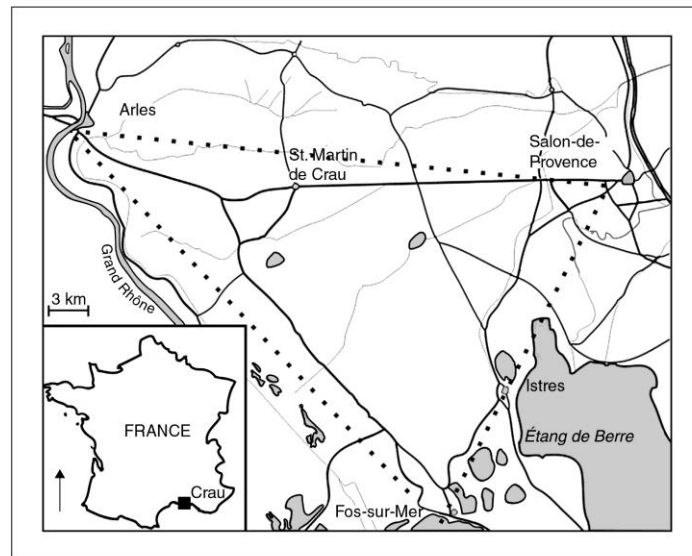 Arles
St. Martin
de Crau
Salon-de-
Provence
Grand Rhône
3 km
Istres
Étang de Berre
FRANCE
Crau
Fos-sur-Mer